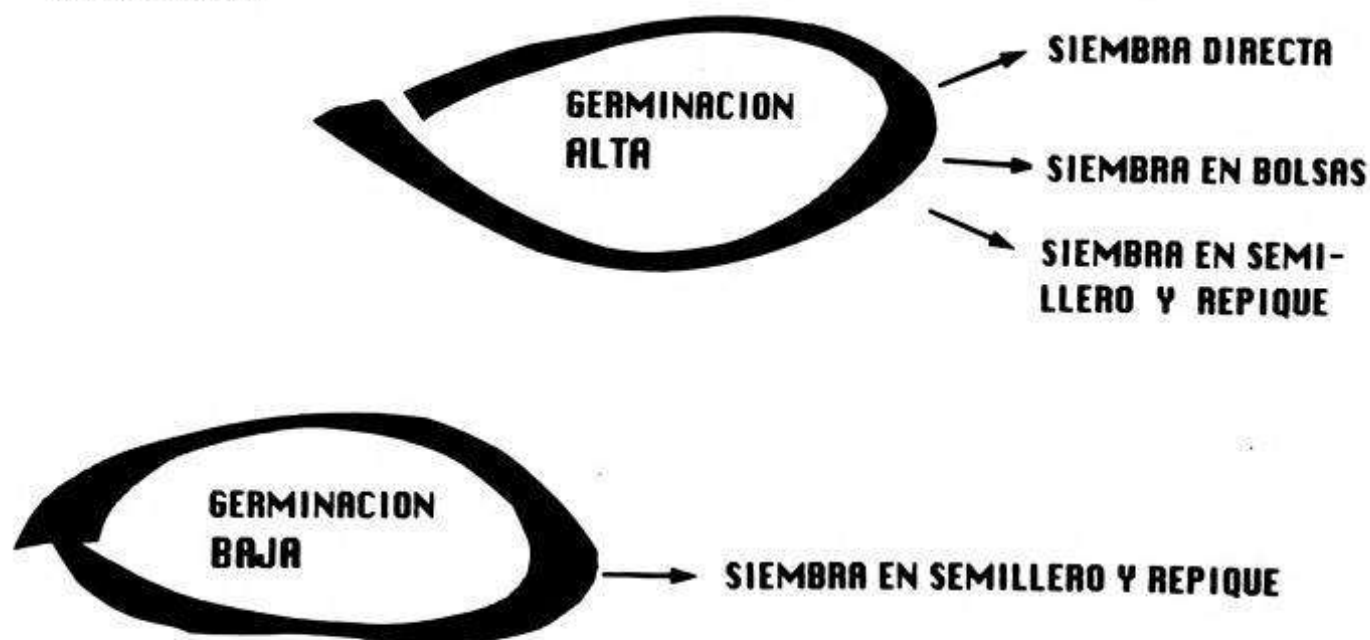 GERMINACION
ALTA
SIEMBRA DIRECTA
SIEMBRA EN BOLSAS
SIEMBRA EN SEMI-
LLERO Y REPIQUE
GERMINACION
BAJA
SIEMBRA EN SEMILLERO Y REPIQUE